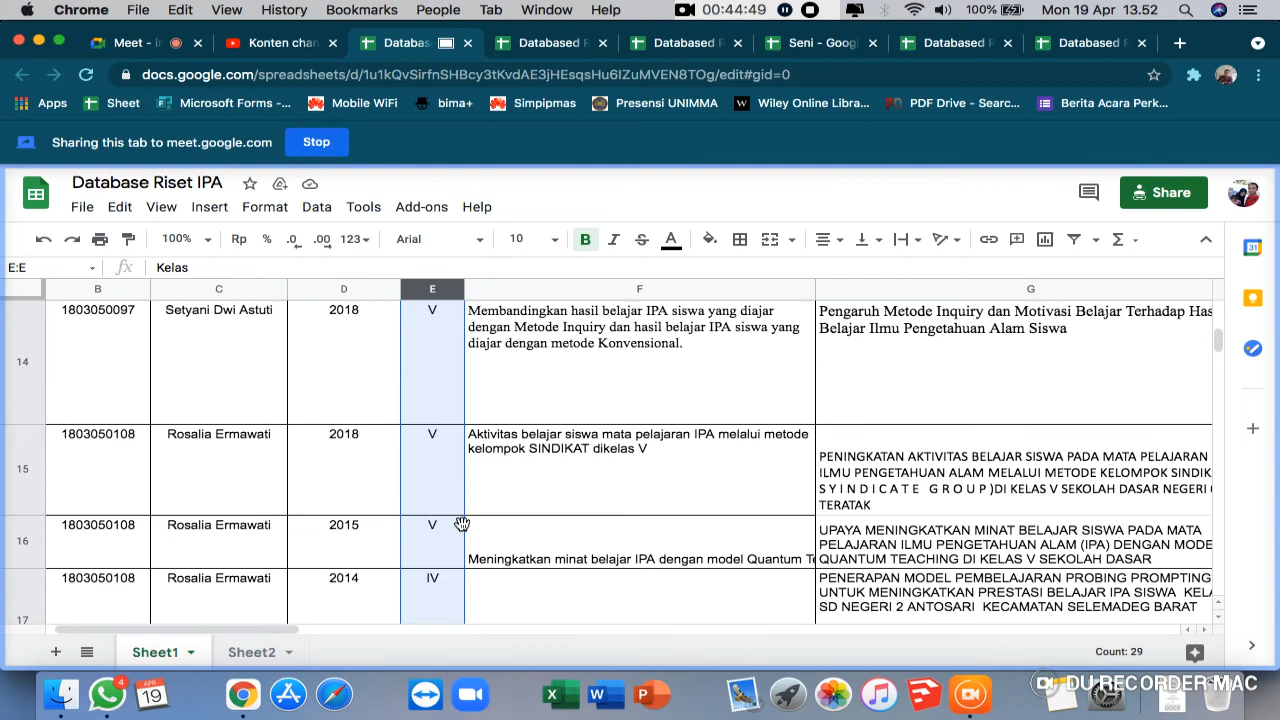 Chrome File Edit View History Bookmarks People Tab Window Help 00:44:49 100% Mon 19 Apr 13.52
Meet - ir Konten char Databas Databased R Databased R Seni - Googl Databased R Databased R
docs.google.com/spreadsheets/d/1u1kQvSirfnSHBcy3tKvdAE3jHEsqsHu6IZuMVEN8TOg/edit#gid=0
Apps Sheet Microsoft Forms -... Mobile WiFi bima+ Simpipmas Presensi UNIMMA Wiley Online Libra... PDF Drive - Searc... Berita Acara Perk...
Sharing this tab to meet.google.com Stop
Database Riset IPA
Share
File Edit View Insert Format Data Tools Add-ons Help
100% Rp % .0 .00 123 Arial 10 B I S A
E:E fx Kelas
B C D E F G
14 1803050097 Setyani Dwi Astuti 2018 V
Membandingkan hasil belajar IPA siswa yang diajar
dengan Metode Inquiry dan hasil belajar IPA siswa yang
diajar dengan metode Konvensional.
Pengaruh Metode Inquiry dan Motivasi Belajar Terhadap Has
Belajar Ilmu Pengetahuan Alam Siswa
15 1803050108 Rosalia Ermawati 2018 V
Aktivitas belajar siswa mata pelajaran IPA melalui metode
kelompok SINDIKAT dikelas V
PENINGKATAN AKTIVITAS BELAJAR SISWA PADA MATA PELAJARAN
ILMU PENGETAHUAN ALAM MELALUI METODE KELOMPOK SINDIK
S Y I N D I C A T E G R O U P )DI KELAS V SEKOLAH DASAR NEGERI
TERATAK
16 1803050108 Rosalia Ermawati 2015 V
Meningkatkan minat belajar IPA dengan model Quantum Te
UPAYA MENINGKATKAN MINAT BELAJAR SISWA PADA MATA
PELAJARAN ILMU PENGETAHUAN ALAM (IPA) DENGAN MODE
QUANTUM TEACHING DI KELAS V SEKOLAH DASAR
17 1803050108 Rosalia Ermawati 2014 IV
PENERAPAN MODEL PEMBELAJARAN PROBING PROMPTING
UNTUK MENINGKATKAN PRESTASI BELAJAR IPA SISWA KELA
SD NEGERI 2 ANTOSARI KECAMATAN SELEMADEG BARAT
Sheet1 Sheet2 Count: 29
4 APR 19
DU RECORDER MAC